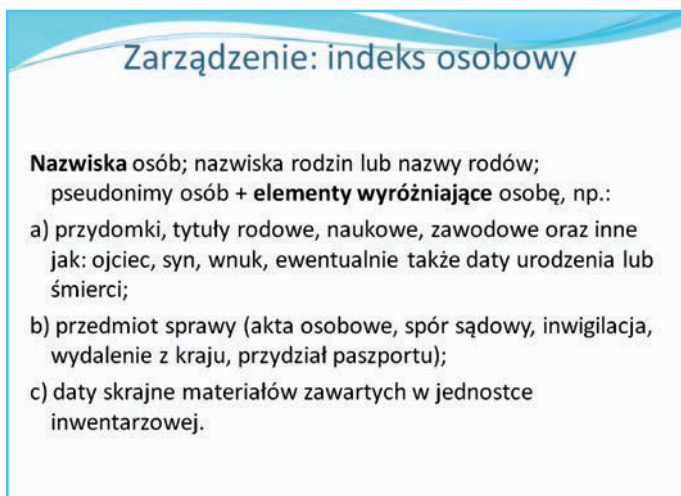 Zarządzenie: indeks osobowy
Nazwiska osób; nazwiska rodzin lub nazwy rodów;
pseudonimy osób + elementy wyróżniające osobę, np.:
a) przydomki, tytuły rodowe, naukowe, zawodowe oraz inne
jak: ojciec, syn, wnuk, ewentualnie także daty urodzenia lub
śmierci;
b) przedmiot sprawy (akta osobowe, spór sądowy, inwigilacja,
wydalenie z kraju, przydział paszportu);
c) daty skrajne materiałów zawartych w jednostce
inwentarzowej.